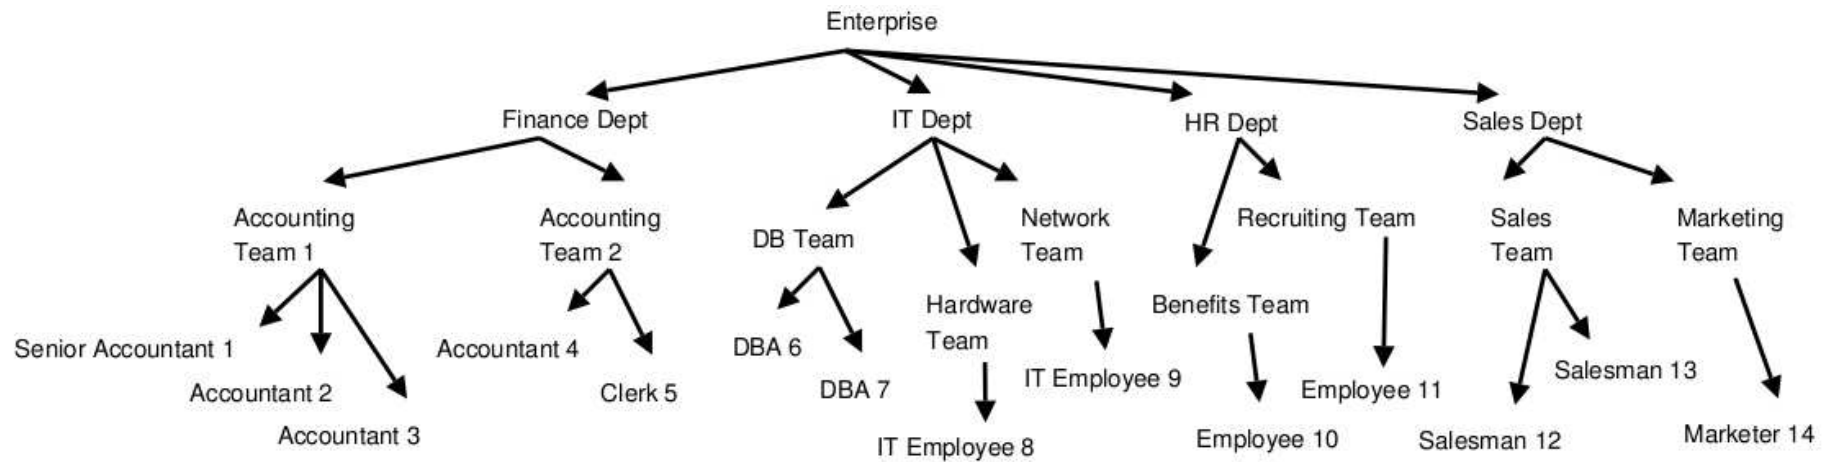 Enterprise
Finance Dept
IT Dept
HR Dept
Sales Dept
Accounting
Team 1
Accounting
Team 2
DB Team
Network
Team
Recruiting Team
Sales
Team
Marketing
Team
Hardware
Team
Benefits Team
Senior Accountant 1
Accountant 2
Accountant 3
Accountant 4
Clerk 5
DBA 6
DBA 7
IT Employee 8
IT Employee 9
Employee 10
Employee 11
Salesman 12
Salesman 13
Marketer 14